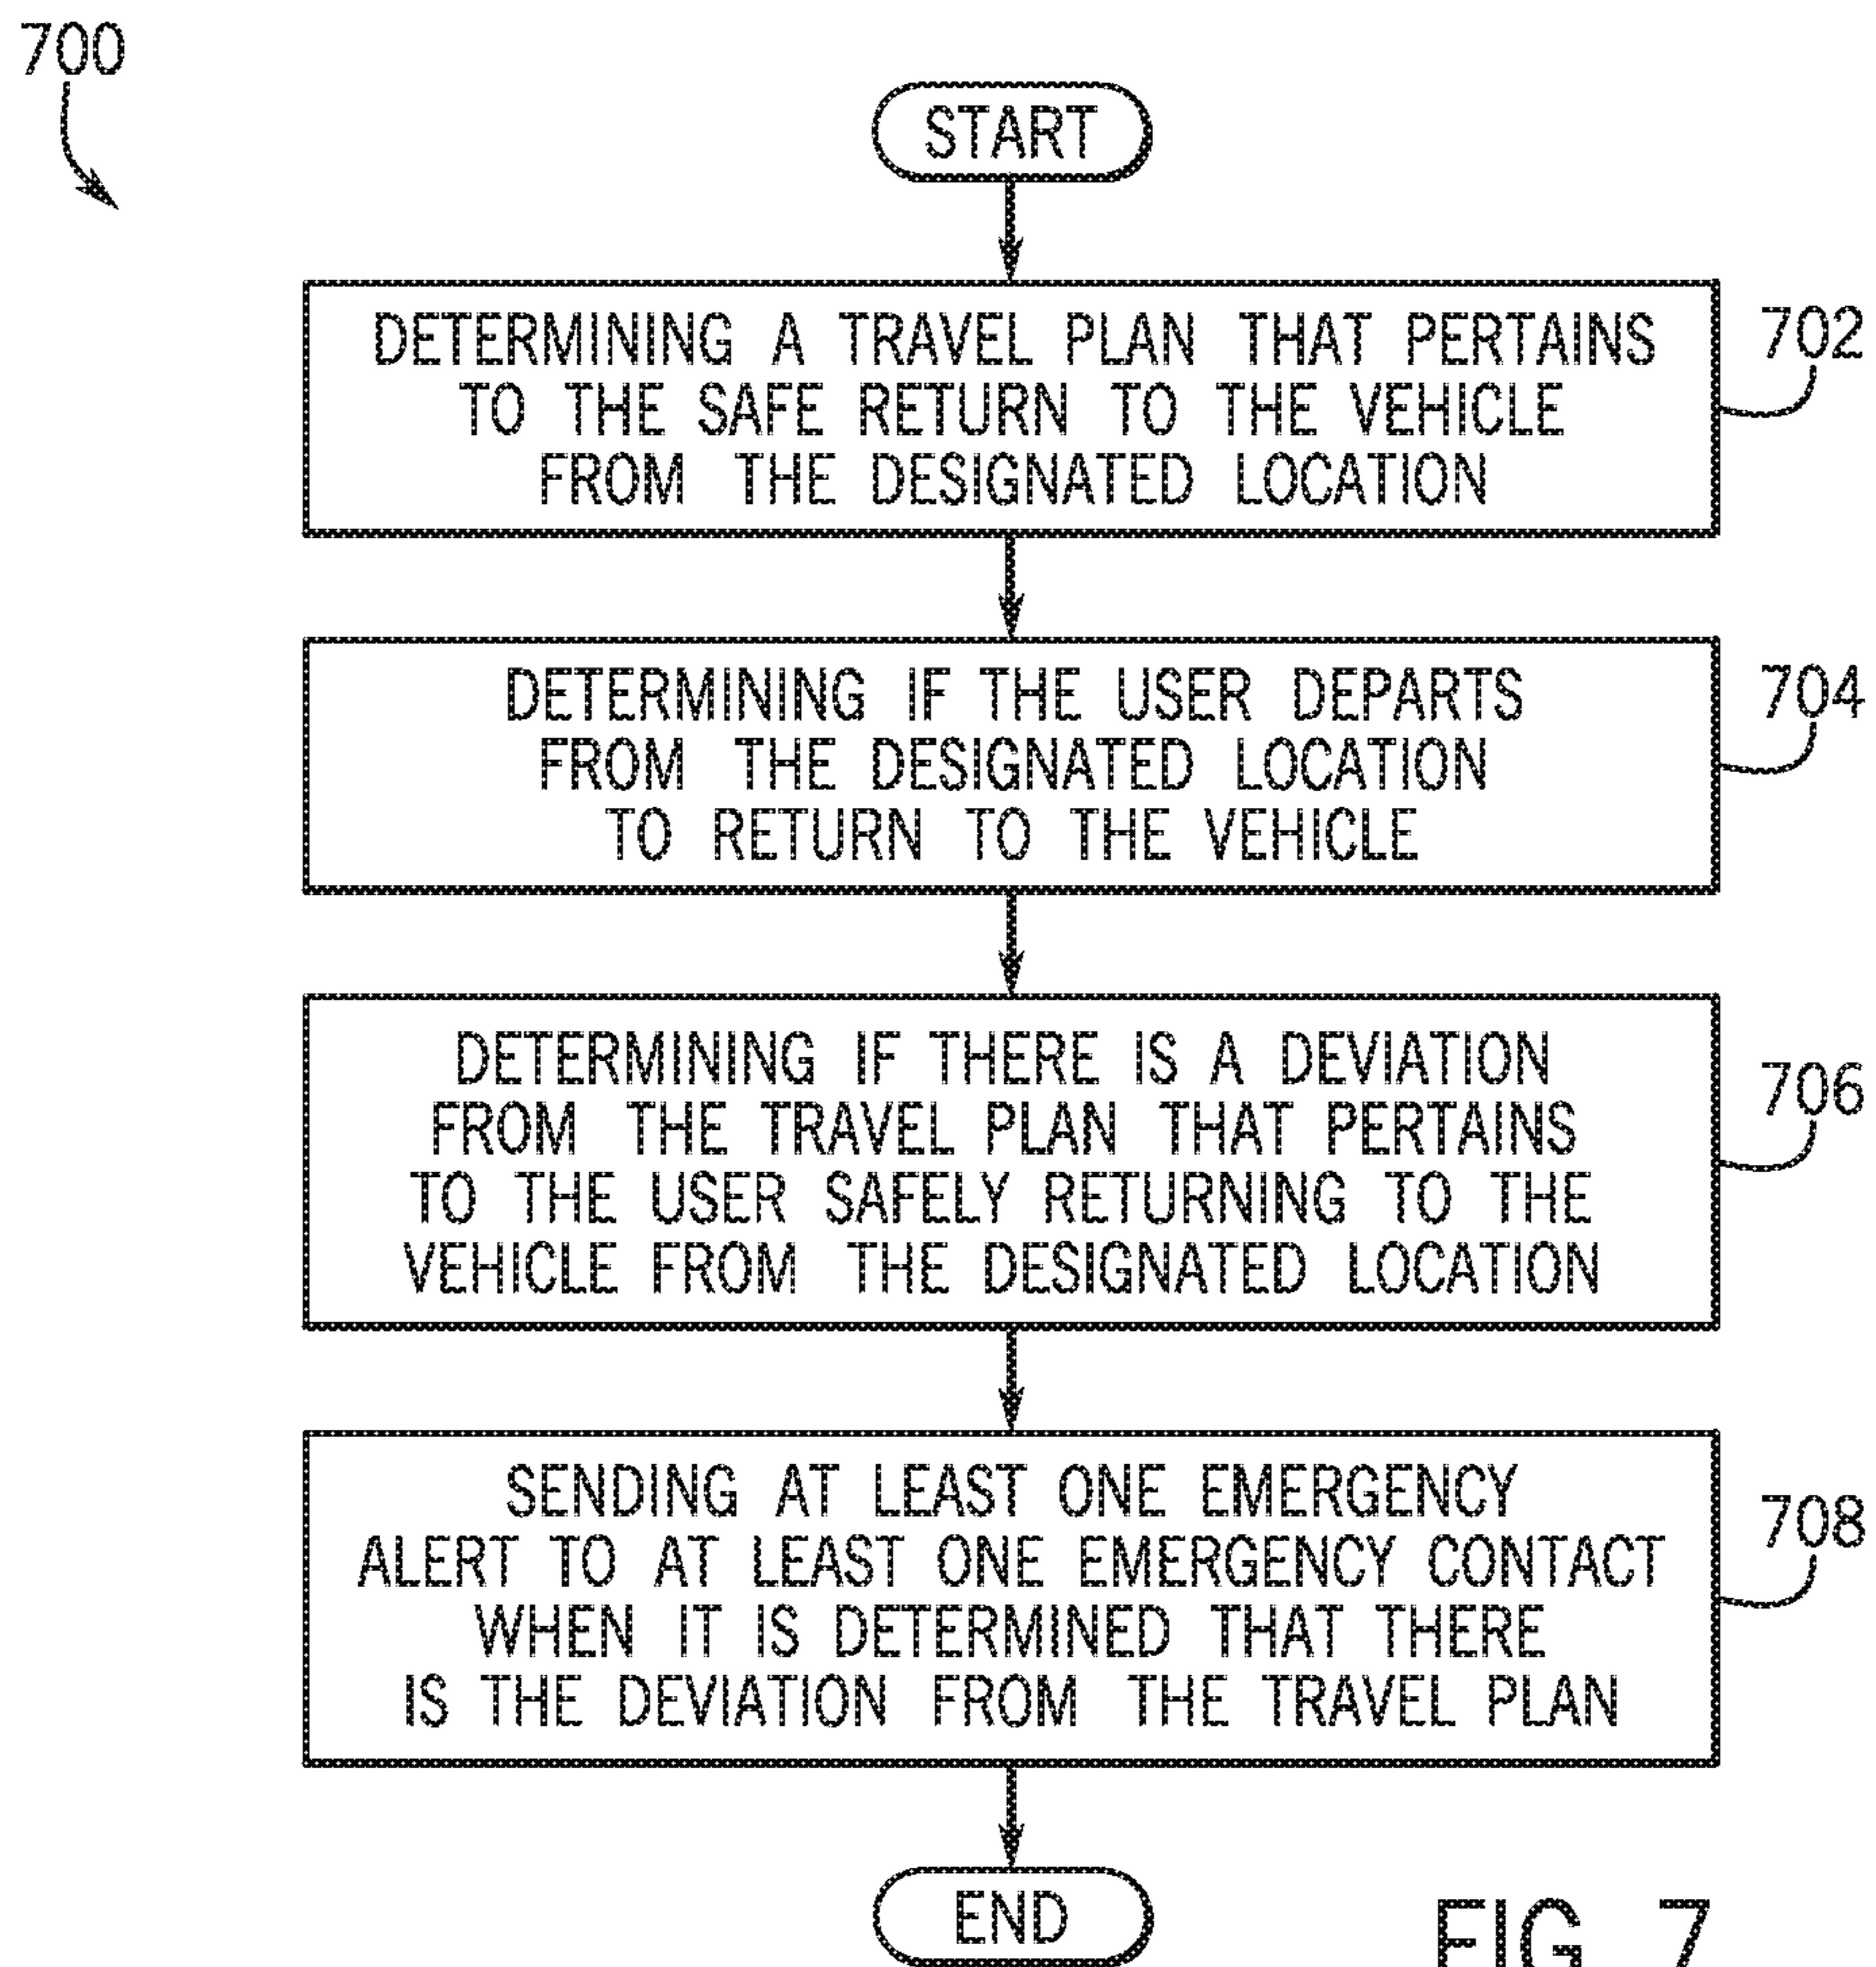 700
START
DETERMINING A TRAVEL PLAN THAT PERTAINS
TO THE SAFE RETURN TO THE VEHICLE
FROM THE DESIGNATED LOCATION
702
DETERMINING IF THE USER DEPARTS
FROM THE DESIGNATED LOCATION
TO RETURN TO THE VEHICLE
704
DETERMINING IF THERE IS A DEVIATION
FROM THE TRAVEL PLAN THAT PERTAINS
TO THE USER SAFELY RETURNING TO THE
VEHICLE FROM THE DESIGNATED LOCATION
706
SENDING AT LEAST ONE EMERGENCY
ALERT TO AT LEAST ONE EMERGENCY CONTACT
WHEN IT IS DETERMINED THAT THERE
IS THE DEVIATION FROM THE TRAVEL PLAN
708
END
FIG 7